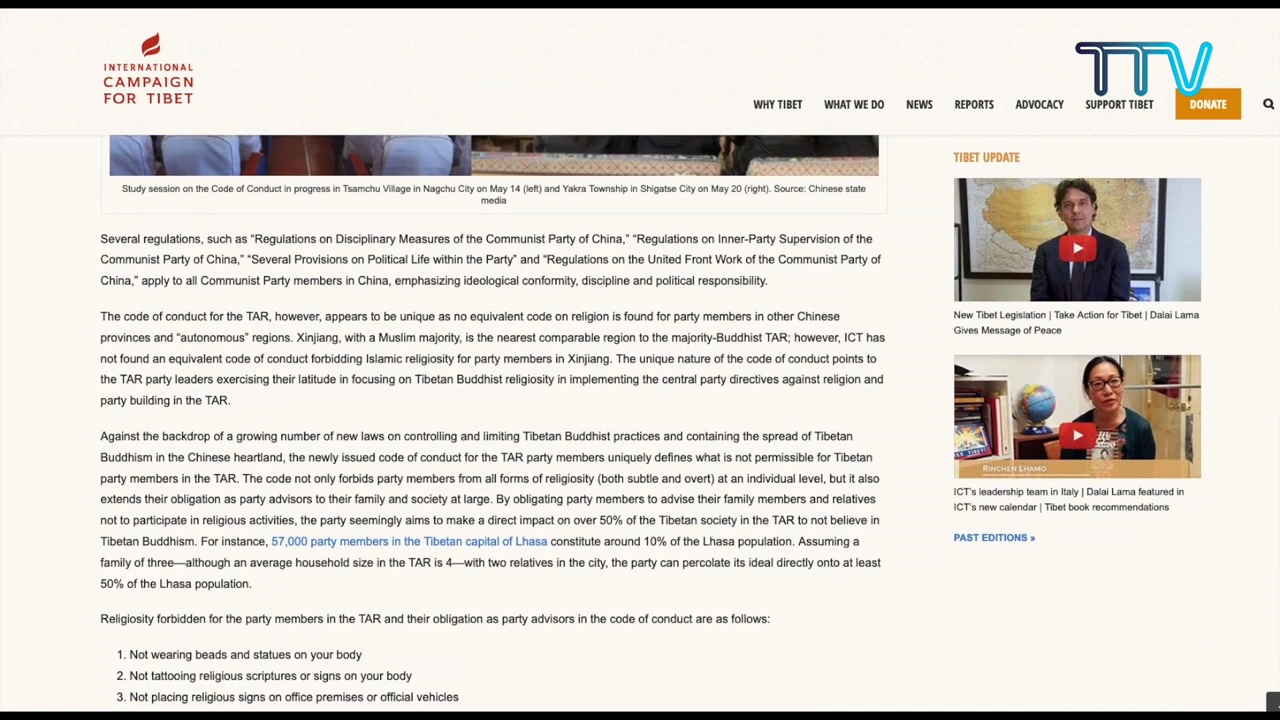 INTERNATIONAL
CAMPAIGN
FOR TIBET
TTV
WHY TIBET
WHAT WE DO
NEWS
REPORTS
ADVOCACY
SUPPORT TIBET
DONATE
Study session on the Code of Conduct in progress in Tsamchu Village in Nagchu City on May 14 (left) and Yakra Township in Shigatse City on May 20 (right). Source: Chinese state
media
Several regulations, such as “Regulations on Disciplinary Measures of the Communist Party of China,” “Regulations on Inner-Party Supervision of the
Communist Party of China,” “Several Provisions on Political Life within the Party” and “Regulations on the United Front Work of the Communist Party of
China,” apply to all Communist Party members in China, emphasizing ideological conformity, discipline and political responsibility.
The code of conduct for the TAR, however, appears to be unique as no equivalent code on religion is found for party members in other Chinese
provinces and “autonomous” regions. Xinjiang, with a Muslim majority, is the nearest comparable region to the majority-Buddhist TAR; however, ICT has
not found an equivalent code of conduct forbidding Islamic religiosity for party members in Xinjiang. The unique nature of the code of conduct points to
the TAR party leaders exercising their latitude in focusing on Tibetan Buddhist religiosity in implementing the central party directives against religion and
party building in the TAR.
Against the backdrop of a growing number of new laws on controlling and limiting Tibetan Buddhist practices and containing the spread of Tibetan
Buddhism in the Chinese heartland, the newly issued code of conduct for the TAR party members uniquely defines what is not permissible for Tibetan
party members in the TAR. The code not only forbids party members from all forms of religiosity (both subtle and overt) at an individual level, but it also
extends their obligation as party advisors to their family and society at large. By obligating party members to advise their family members and relatives
not to participate in religious activities, the party seemingly aims to make a direct impact on over 50% of the Tibetan society in the TAR to not believe in
Tibetan Buddhism. For instance, 57,000 party members in the Tibetan capital of Lhasa constitute around 10% of the Lhasa population. Assuming a
family of three—although an average household size in the TAR is 4—with two relatives in the city, the party can percolate its ideal directly onto at least
50% of the Lhasa population.
Religiosity forbidden for the party members in the TAR and their obligation as party advisors in the code of conduct are as follows:
1. Not wearing beads and statues on your body
2. Not tattooing religious scriptures or signs on your body
3. Not placing religious signs on office premises or official vehicles
TIBET UPDATE
New Tibet Legislation | Take Action for Tibet | Dalai Lama
Gives Message of Peace
RINCHEN LHAMO
ICT’s leadership team in Italy | Dalai Lama featured in
ICT’s new calendar | Tibet book recommendations
PAST EDITIONS »